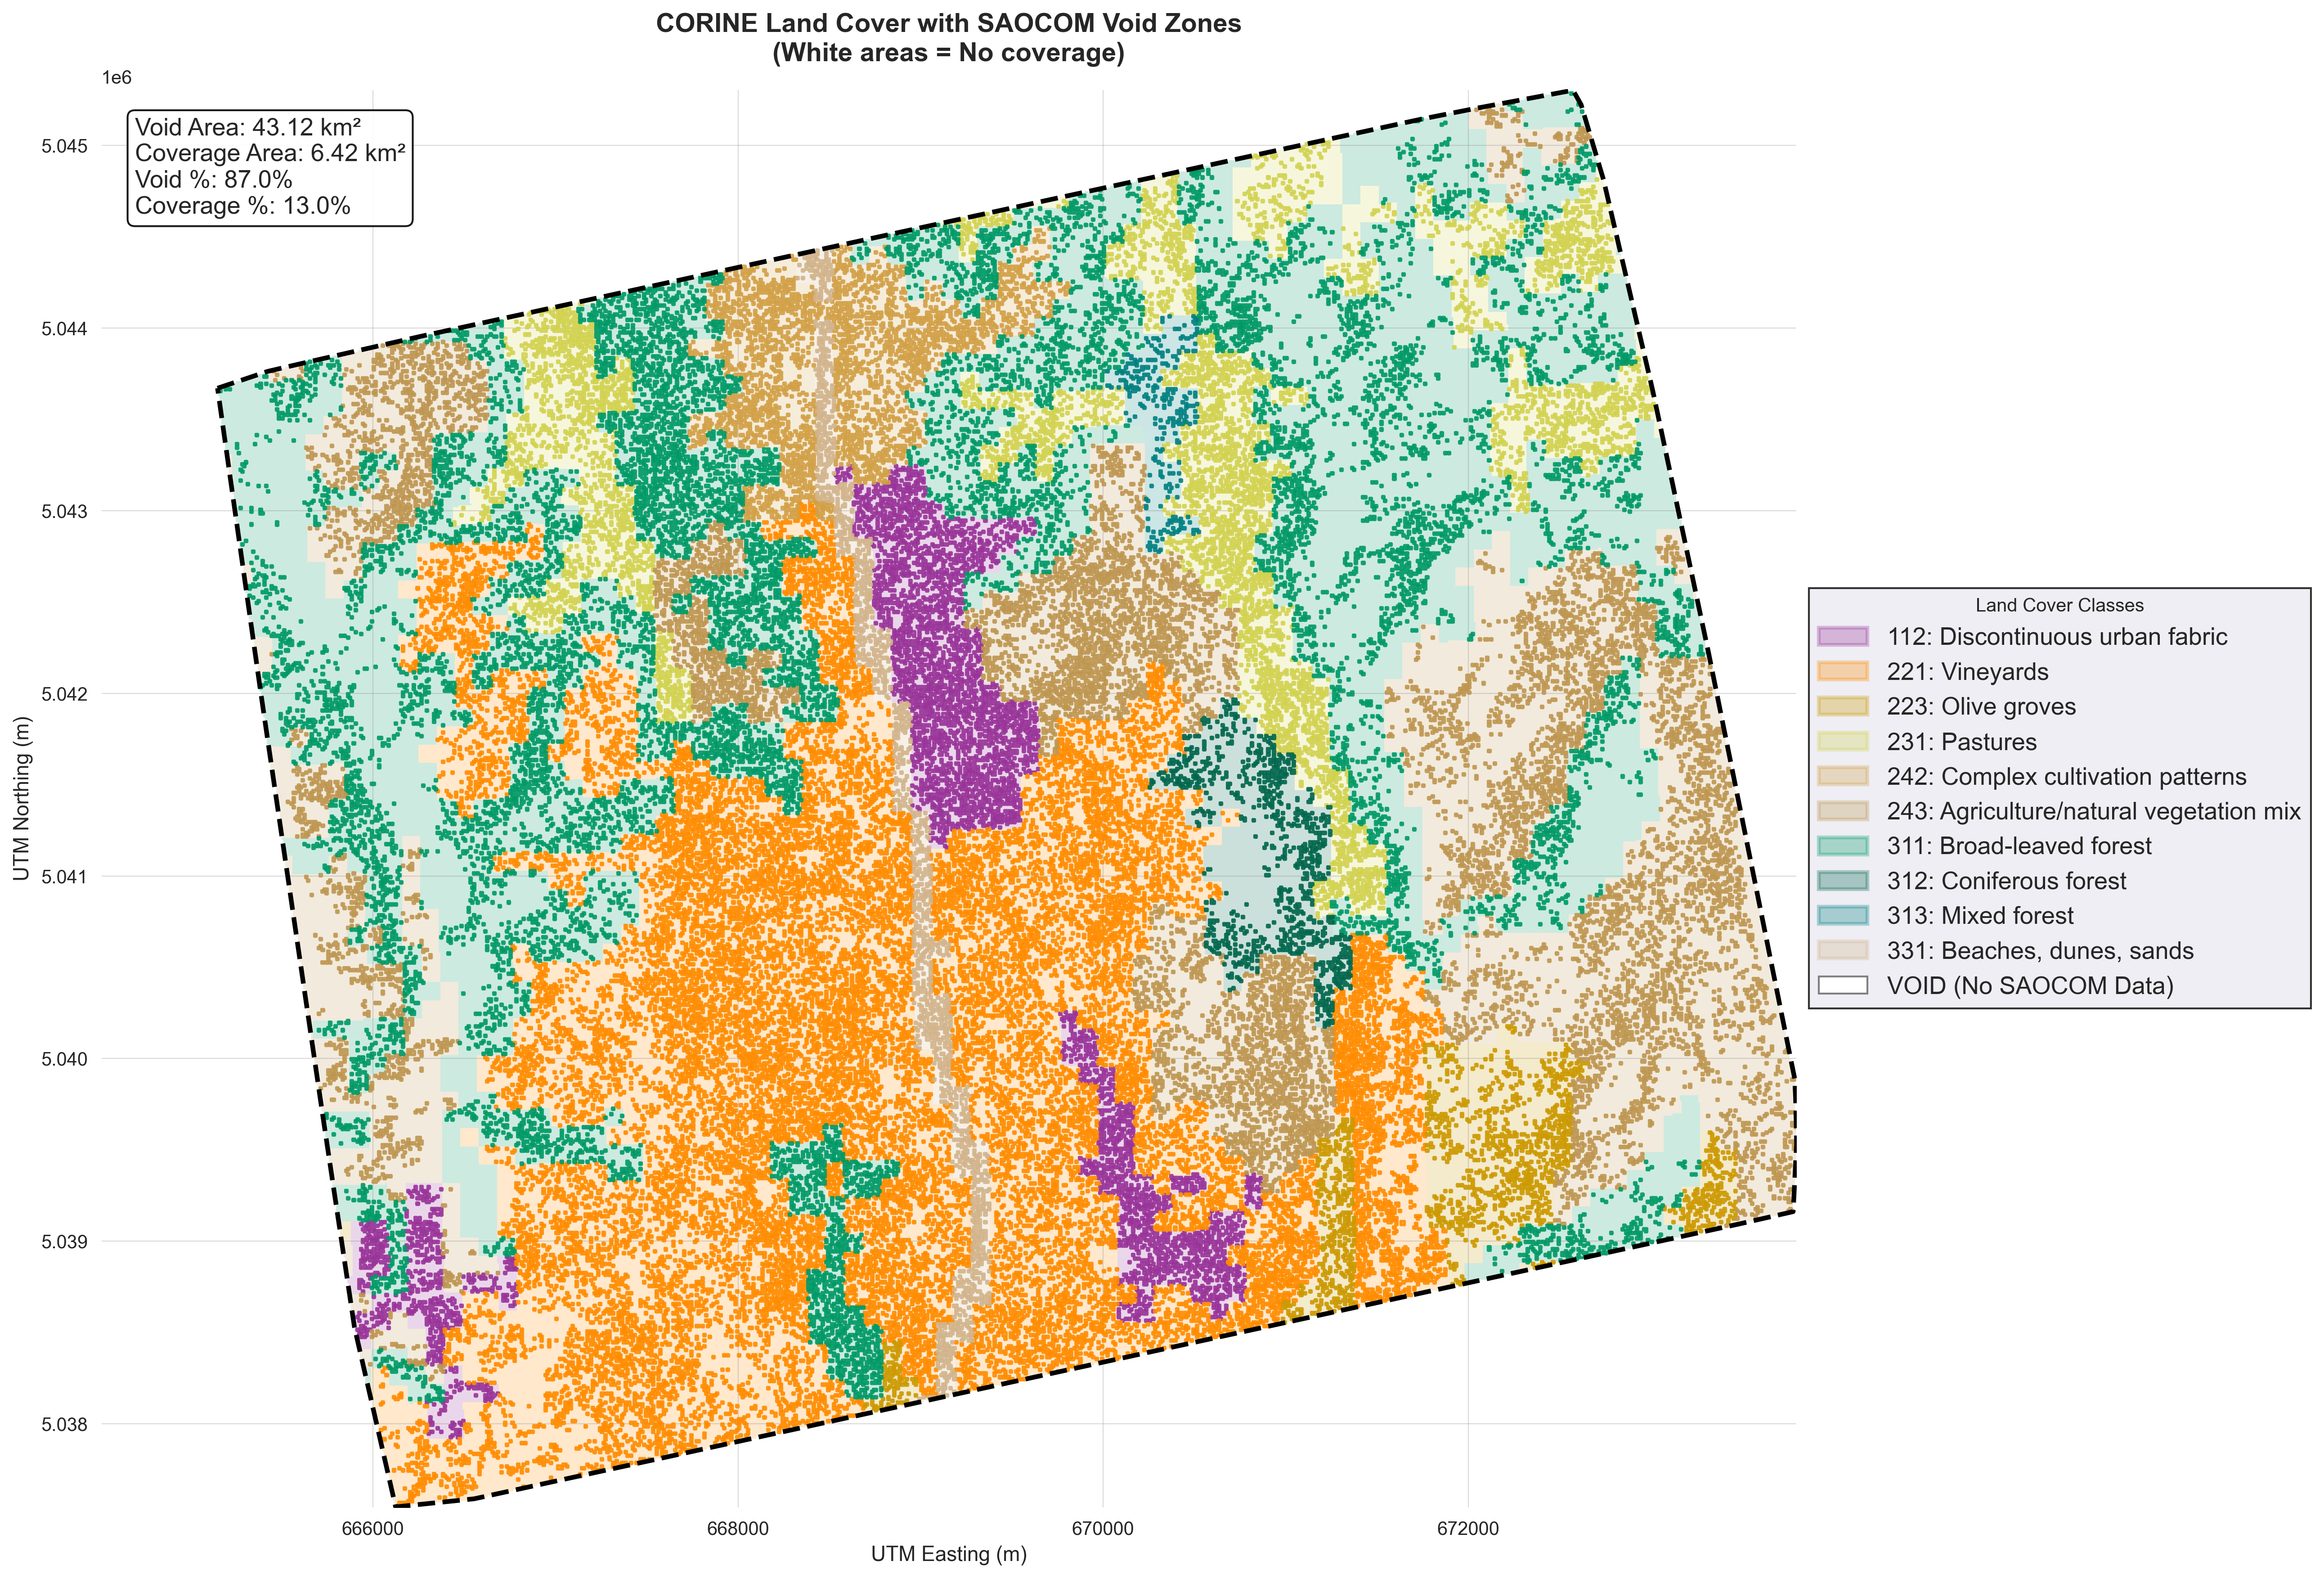 CORINE Land Cover with SAOCOM Void Zones
(White areas = No coverage)
1e6
Void Area: 43.12 km²
Coverage Area: 6.42 km²
Void %: 87.0%
Coverage %: 13.0%
5.045
5.044
5.043
5.042
5.041
5.040
5.039
5.038
UTM Northing (m)
666000
668000
670000
672000
UTM Easting (m)
Land Cover Classes
112: Discontinuous urban fabric
221: Vineyards
223: Olive groves
231: Pastures
242: Complex cultivation patterns
243: Agriculture/natural vegetation mix
311: Broad-leaved forest
312: Coniferous forest
313: Mixed forest
331: Beaches, dunes, sands
VOID (No SAOCOM Data)